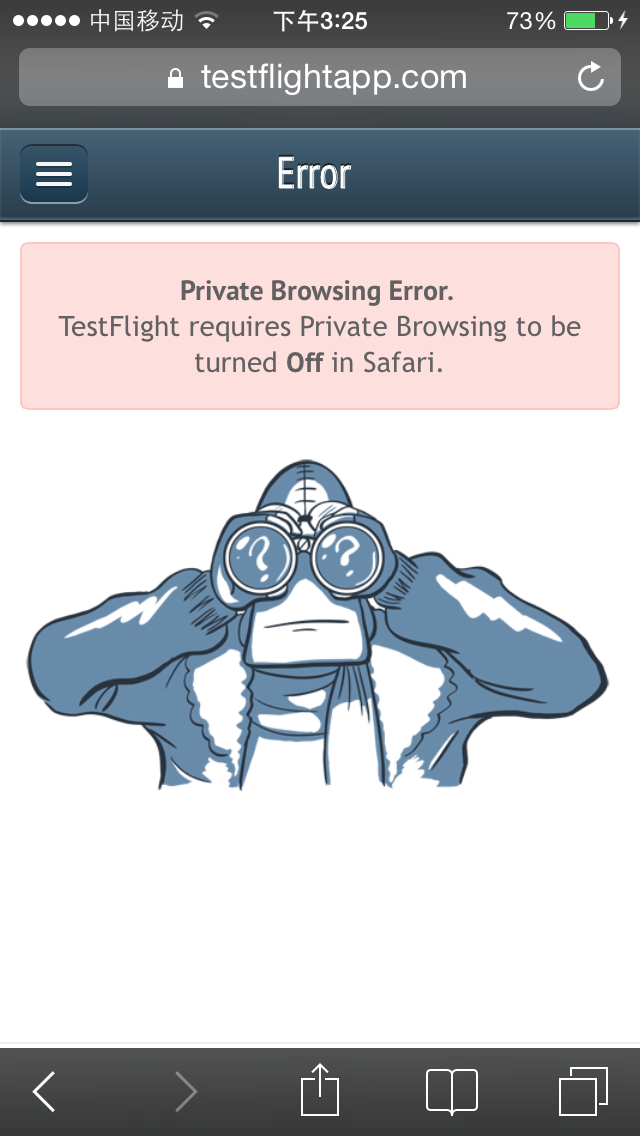 中国移动 下午3:25 73%
testflightapp.com
Error
Private Browsing Error.
TestFlight requires Private Browsing to be
turned Off in Safari.
? ?